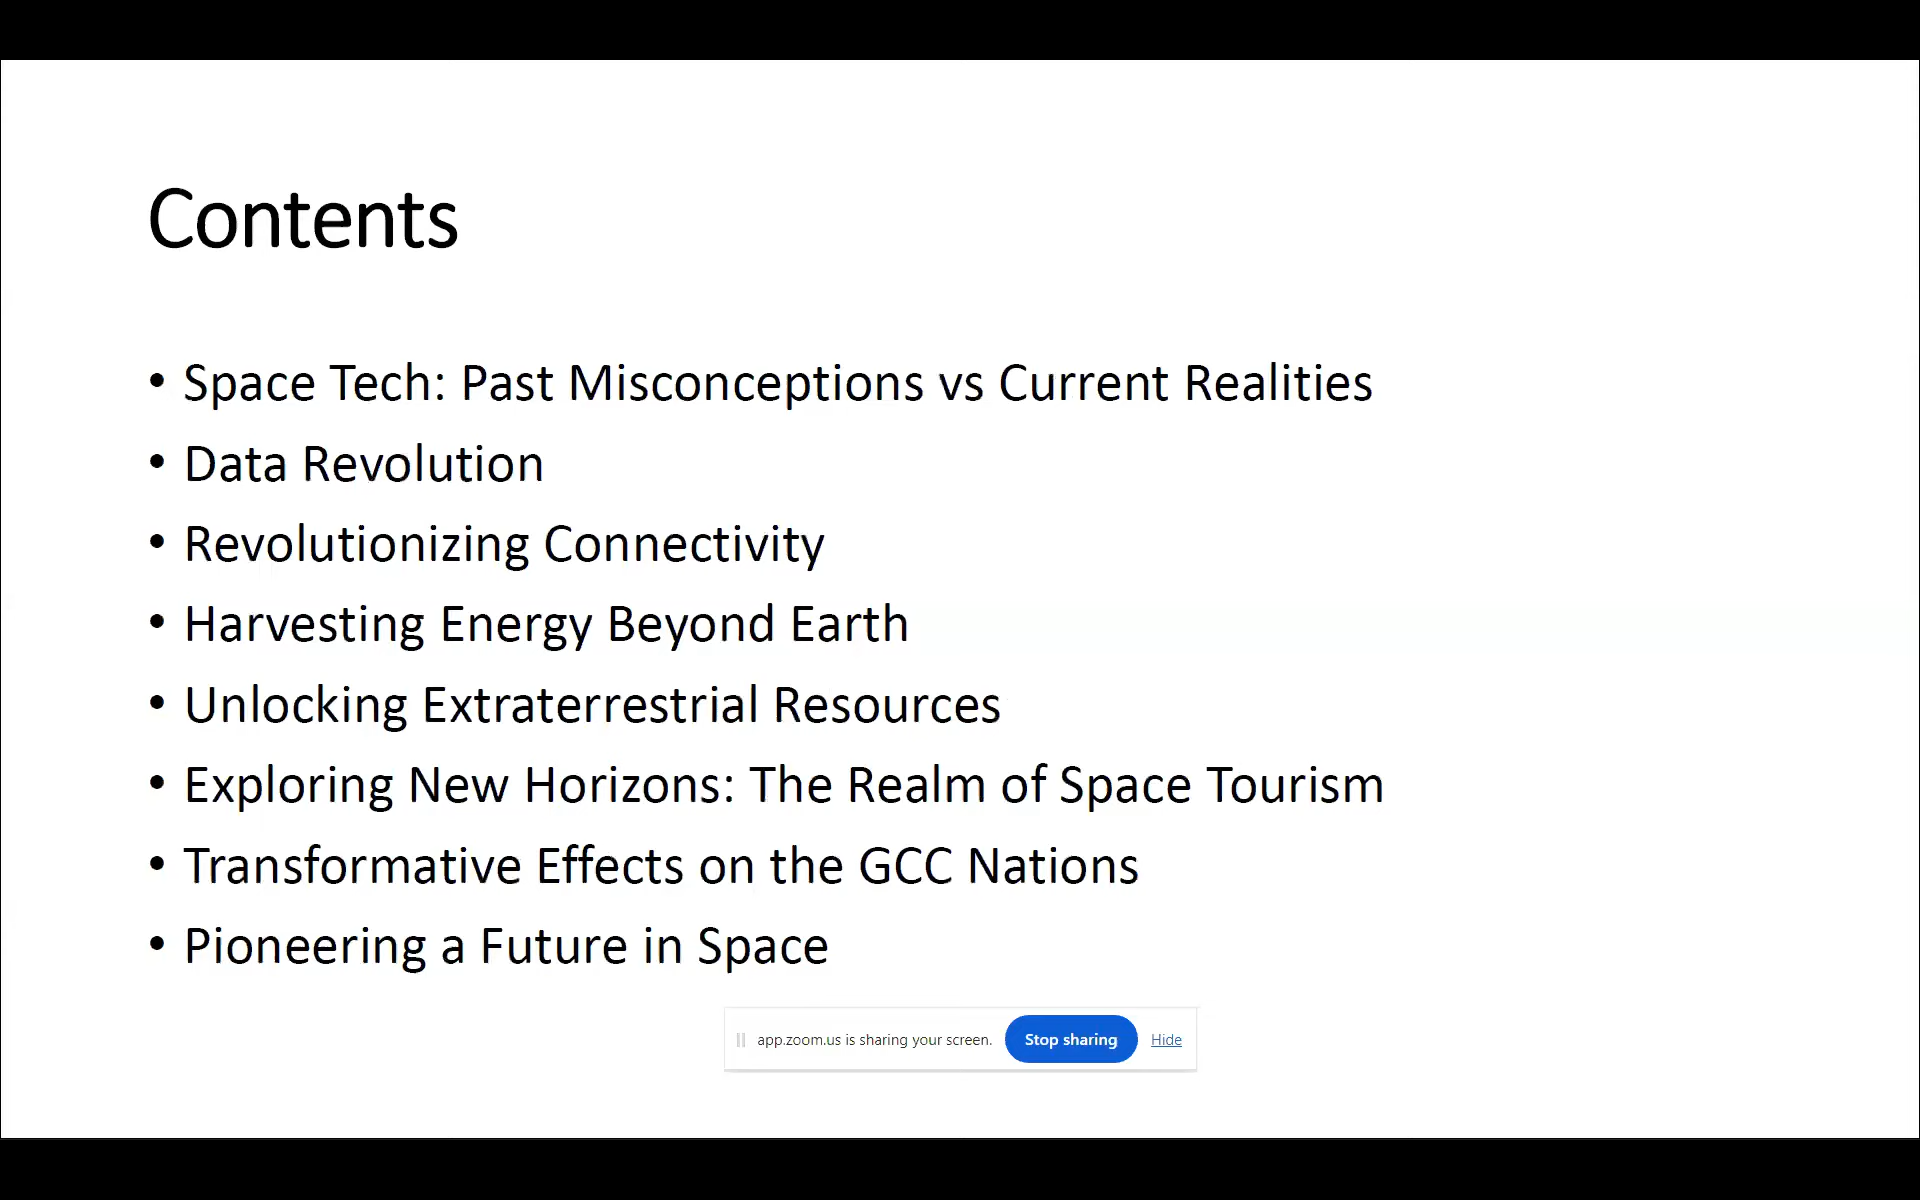 Contents
• Space Tech: Past Misconceptions vs Current Realities
• Data Revolution
• Revolutionizing Connectivity
• Harvesting Energy Beyond Earth
• Unlocking Extraterrestrial Resources
• Exploring New Horizons: The Realm of Space Tourism
• Transformative Effects on the GCC Nations
• Pioneering a Future in Space
app.zoom.us is sharing your screen. Stop sharing Hide